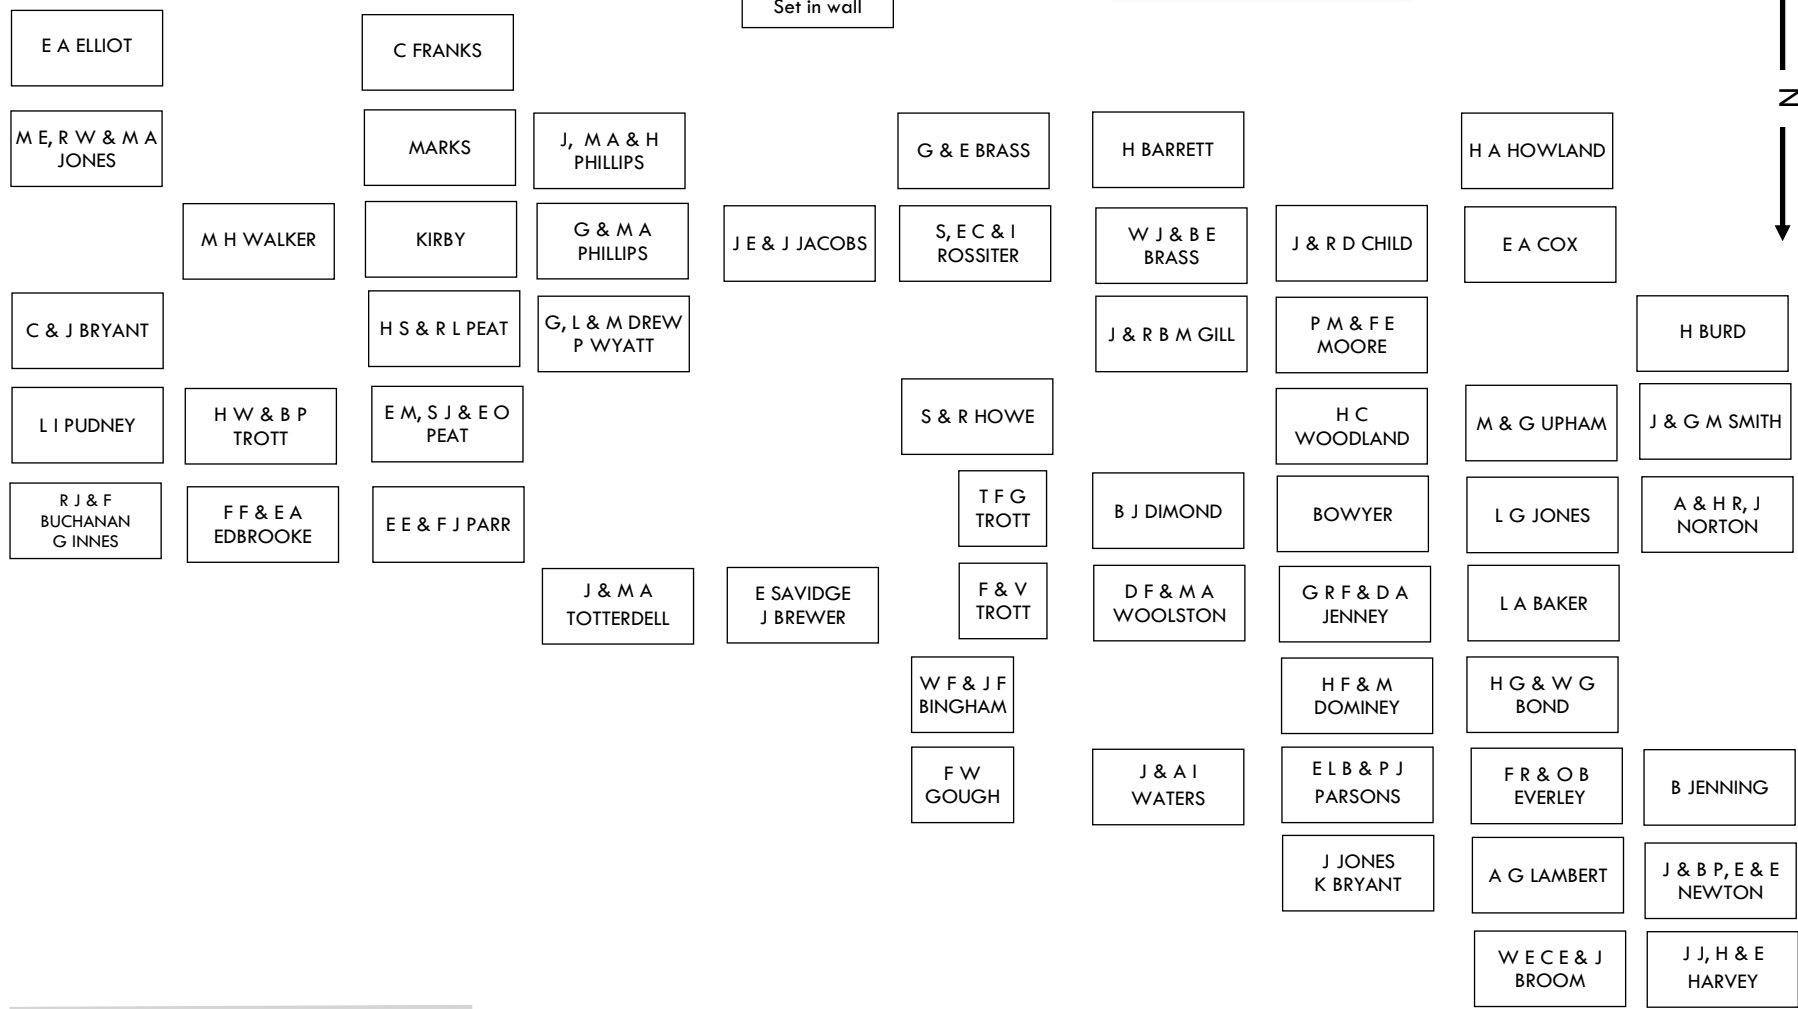 Set in wall
E A ELLIOT
C FRANKS
N
M E, R W & M A
JONES
MARKS
J, M A & H
PHILLIPS
G & E BRASS
H BARRETT
H A HOWLAND
M H WALKER
KIRBY
G & M A
PHILLIPS
J E & J JACOBS
S, E C & I
ROSSITER
W J & B E
BRASS
J & R D CHILD
E A COX
C & J BRYANT
H S & R L PEAT
G, L & M DREW
P WYATT
J & R B M GILL
P M & F E
MOORE
H BURD
L I PUDNEY
H W & B P
TROTT
E M, S J & E O
PEAT
S & R HOWE
H C
WOODLAND
M & G UPHAM
J & G M SMITH
R J & F
BUCHANAN
G INNES
F F & E A
EDBROOKE
E E & F J PARR
T F G
TROTT
B J DIMOND
BOWYER
L G JONES
A & H R, J
NORTON
J & M A
TOTTERDELL
E SAVIDGE
J BREWER
F & V
TROTT
D F & M A
WOOLSTON
G R F & D A
JENNEY
L A BAKER
W F & J F
BINGHAM
H F & M
DOMINEY
H G & W G
BOND
F W
GOUGH
J & A I
WATERS
E L B & P J
PARSONS
F R & O B
EVERLEY
B JENNING
J JONES
K BRYANT
A G LAMBERT
J & B P, E & E
NEWTON
W E C E & J
BROOM
J J, H & E
HARVEY